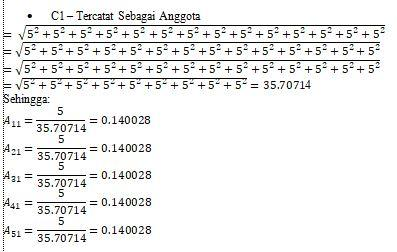 • C1 – Tercatat Sebagai Anggota
= √5² + 5² + 5² + 5² + 5² + 5² + 5² + 5² + 5² + 5² + 5² + 5² + 5² + 5²
= √5² + 5² + 5² + 5² + 5² + 5² + 5² + 5² + 5² + 5² + 5² + 5² + 5² + 5²
= √5² + 5² + 5² + 5² + 5² + 5² + 5² + 5² + 5² + 5² + 5² + 5² + 5² + 5²
= √5² + 5² + 5² + 5² + 5² + 5² + 5² + 5² + 5² = 35.70714
Sehingga:
A₁₁ = 5/35.70714 = 0.140028
A₂₁ = 5/35.70714 = 0.140028
A₃₁ = 5/35.70714 = 0.140028
A₄₁ = 5/35.70714 = 0.140028
A₅₁ = 5/35.70714 = 0.140028